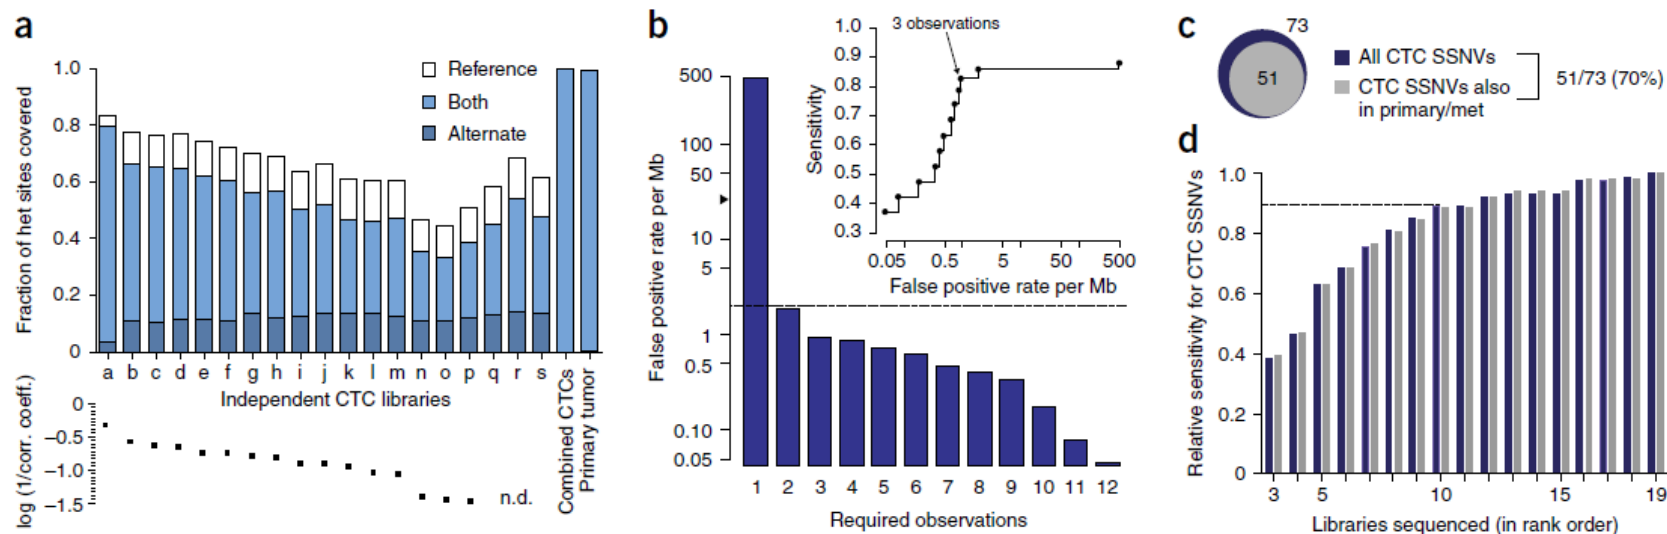 a
Fraction of het sites covered
1.0
0.8
0.6
0.4
0.2
0
Reference
Both
Alternate
a b c d e f g h i j k l m n o p q r s
Combined CTCs
Primary tumor
Independent CTC libraries
log (1/corr. coeff.)
0
−0.5
−1.0
−1.5
n.d.
b
False positive rate per Mb
500
100
50
10
5
1
0.5
0.10
0.05
1 2 3 4 5 6 7 8 9 10 11 12
Required observations
3 observations
Sensitivity
1.0
0.9
0.8
0.7
0.6
0.5
0.4
0.3
0.05 0.5 5 50 500
False positive rate per Mb
c
73
51
All CTC SSNVs
CTC SSNVs also
in primary/met
51/73 (70%)
d
Relative sensitivity for CTC SSNVs
1.0
0.8
0.6
0.4
0.2
0
3 5 10 15 19
Libraries sequenced (in rank order)